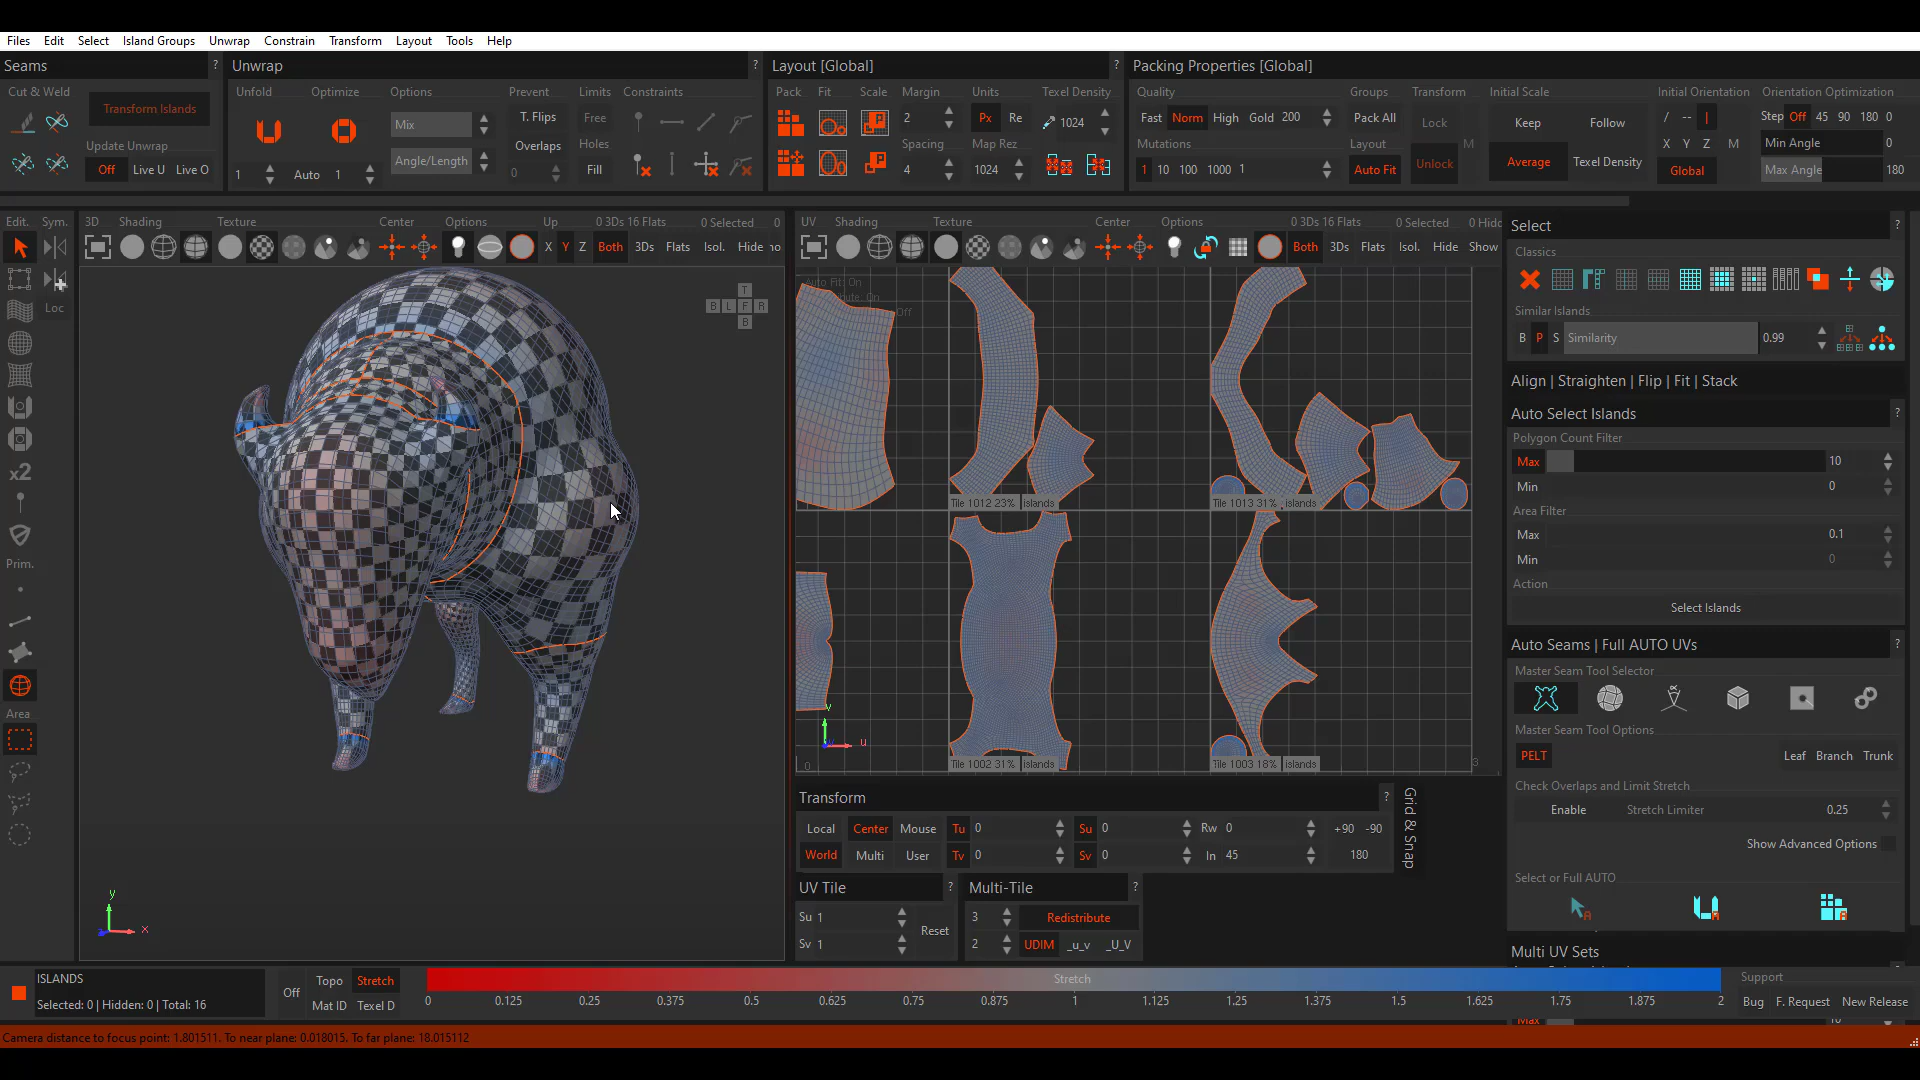 Files Edit Select Island Groups Unwrap Constrain Transform Layout Tools Help
Seams ? Unwrap ? Layout [Global] ? Packing Properties [Global]
Cut & Weld Unfold Optimize Options Prevent Limits Constraints Pack Fit Scale Margin Units Texel Density Quality Groups Transform Initial Scale Initial Orientation Orientation Optimization
Transform Islands Mix T. Flips Free 2 Px Re 1024 Fast Norm High Gold 200 Pack All Lock Keep Follow / -- | Step Off 45 90 180 0
Update Unwrap Overlaps Holes Spacing Map Rez Mutations Layout M X Y Z M Min Angle 0
Off Live U Live O 1 Auto 1 Angle/Length 0 Fill 4 1024 1 10 100 1000 1 Auto Fit Unlock Average Texel Density Global Max Angle 180
Edit. Sym. 3D Shading Texture Center Options Up 0 3Ds 16 Flats 0 Selected 0
X Y Z Both 3Ds Flats Isol. Hide
UV Shading Texture Center Options 0 3Ds 16 Flats 0 Selected 0 Hidd
Both 3Ds Flats Isol. Hide Show
Loc
x2
Prim.
Area
T
B L F R
B
Auto Fit: On
Off
Tile 1012 23% islands
Tile 1013 31% islands
Tile 1002 31% islands
Tile 1003 18% islands
v
u
0
3
y
x
Select ?
Classics
Similar Islands
B P S Similarity 0.99
Align | Straighten | Flip | Fit | Stack
Auto Select Islands ?
Polygon Count Filter
Max 10
Min 0
Area Filter
Max 0.1
Min 0
Action
Select Islands
Auto Seams | Full AUTO UVs ?
Master Seam Tool Selector
Master Seam Tool Options
PELT Leaf Branch Trunk
Check Overlaps and Limit Stretch
Enable Stretch Limiter 0.25
Show Advanced Options
Select or Full AUTO
Multi UV Sets
Transform ?
Grid & Snap
Local Center Mouse Tu 0 Su 0 Rw 0 +90 -90
World Multi User Tv 0 Sv 0 In 45 180
UV Tile ? Multi-Tile ?
Su 1 Reset 3 Redistribute
Sv 1 2 UDIM _u_v _U_V
ISLANDS
Selected: 0 | Hidden: 0 | Total: 16
Off Topo Stretch
Mat ID Texel D
Stretch
0 0.125 0.25 0.375 0.5 0.625 0.75 0.875 1 1.125 1.25 1.375 1.5 1.625 1.75 1.875 2
Support
Bug F. Request New Release
Camera distance to focus point: 1.801511. To near plane: 0.018015. To far plane: 18.015112